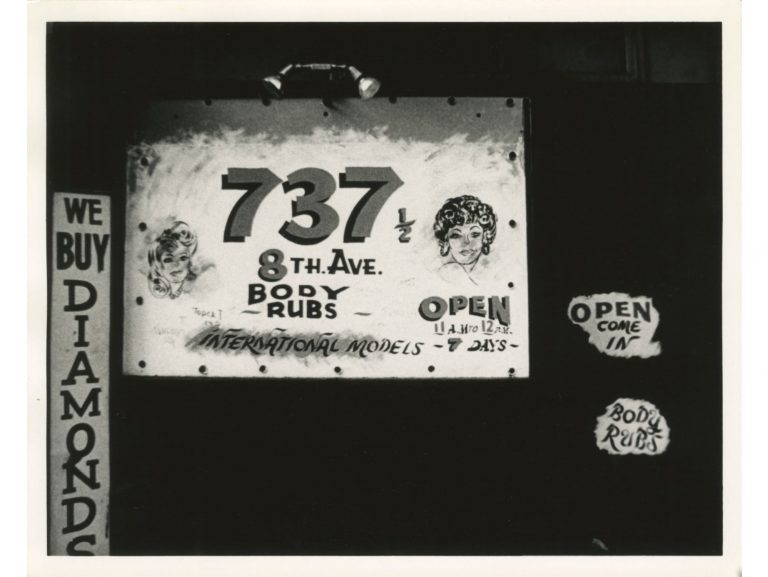 WE
BUY
DIAMONDS
737 1/2
8TH. AVE.
BODY
- RUBS -
INTERNATIONAL MODELS
OPEN
11 A.M TO 12 P.M.
- 7 DAYS -
OPEN
COME
IN
BODY
RUBS